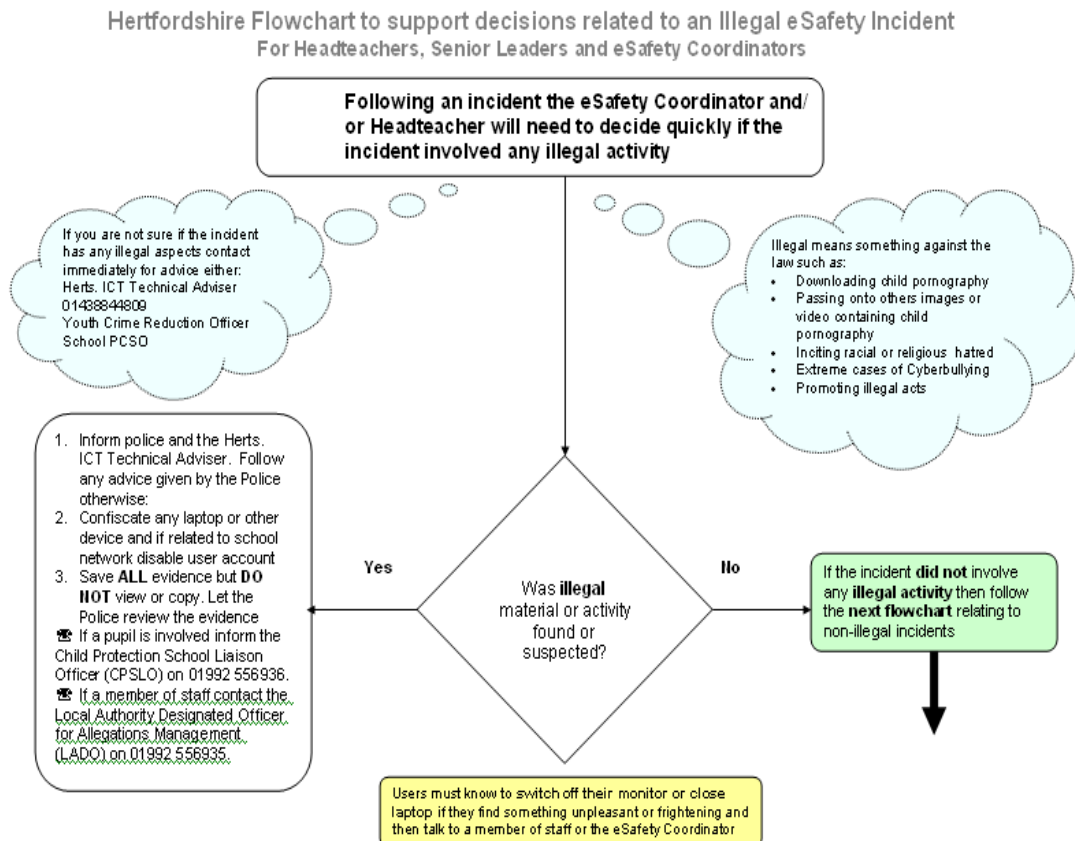 Hertfordshire Flowchart to support decisions related to an Illegal eSafety Incident
For Headteachers, Senior Leaders and eSafety Coordinators
Following an incident the eSafety Coordinator and/
or Headteacher will need to decide quickly if the
incident involved any illegal activity
If you are not sure if the incident
has any illegal aspects contact
immediately for advice either:
Herts. ICT Technical Adviser
01438844809
Youth Crime Reduction Officer
School PCSO
Illegal means something against the
law such as:
• Downloading child pornography
• Passing onto others images or
video containing child
pornography
• Inciting racial or religious hatred
• Extreme cases of Cyberbullying
• Promoting illegal acts
1. Inform police and the Herts.
ICT Technical Adviser. Follow
any advice given by the Police
otherwise:
2. Confiscate any laptop or other
device and if related to school
network disable user account
3. Save ALL evidence but DO
NOT view or copy. Let the
Police review the evidence
☎ If a pupil is involved inform the
Child Protection School Liaison
Officer (CPSLO) on 01992 556936.
☎ If a member of staff contact the
Local Authority Designated Officer
for Allegations Management
(LADO) on 01992 556935.
Yes
Was illegal
material or activity
found or
suspected?
No
If the incident did not involve
any illegal activity then follow
the next flowchart relating to
non-illegal incidents
Users must know to switch off their monitor or close
laptop if they find something unpleasant or frightening and
then talk to a member of staff or the eSafety Coordinator